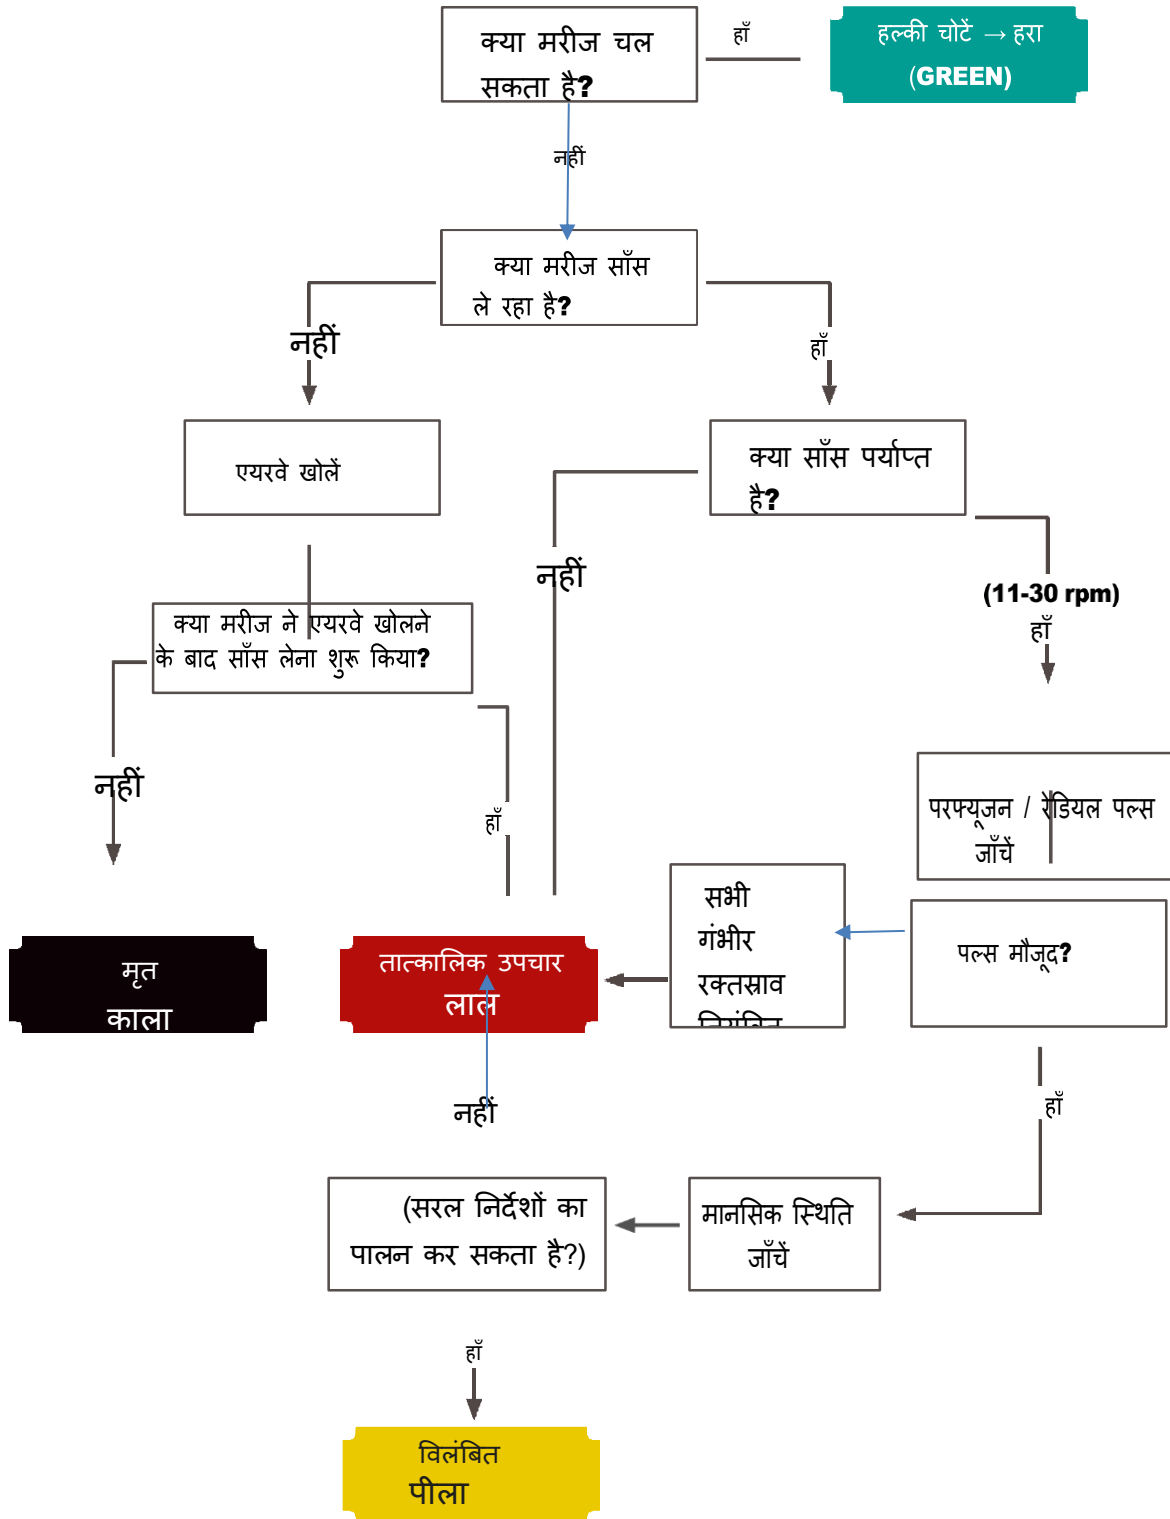 क्या मरीज चल
सकता है?
हाँ
हल्की चोटें → हरा
(GREEN)
नहीं
क्या मरीज साँस
ले रहा है?
नहीं
हाँ
एयरवे खोलें
क्या साँस पर्याप्त
है?
नहीं
(11-30 rpm)
हाँ
क्या मरीज ने एयरवे खोलने
के बाद साँस लेना शुरू किया?
नहीं
हाँ
परफ्यूजन / रेडियल पल्स
जाँचें
सभी
गंभीर
रक्तस्राव
पल्स मौजूद?
मृत
काला
तात्कालिक उपचार
लाल
नहीं
हाँ
(सरल निर्देशों का
पालन कर सकता है?)
मानसिक स्थिति
जाँचें
हाँ
विलंबित
पीला